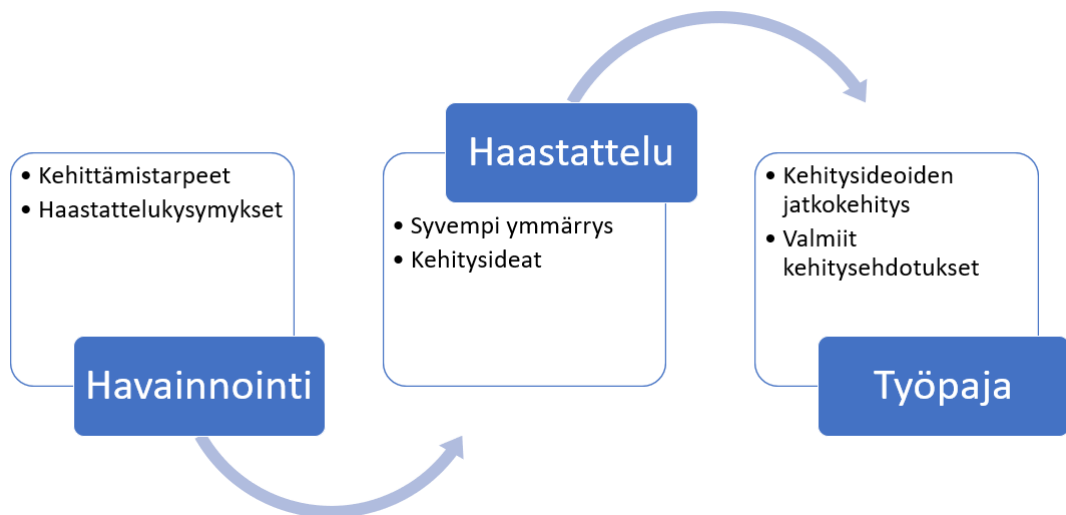 • Kehittämistarpeet
• Haastattelukysymykset
Havainnointi
Haastattelu
• Syvempi ymmärrys
• Kehitysideat
• Kehitysideoiden
jatkokehitys
• Valmiit
kehitysehdotukset
Työpaja